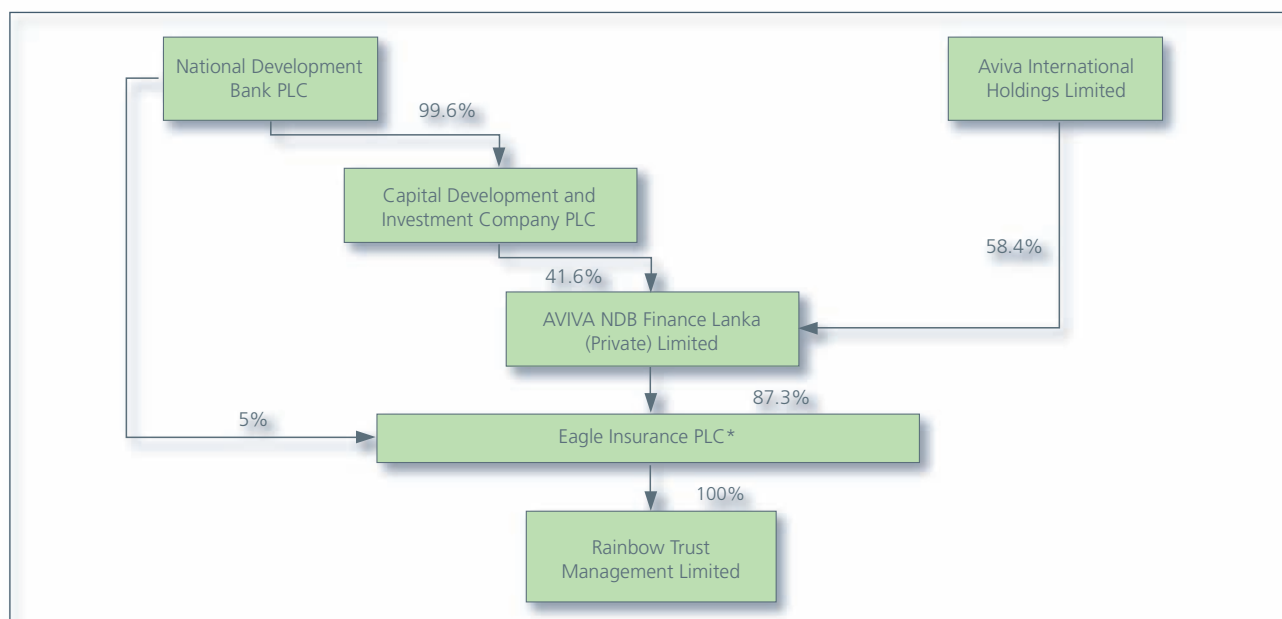 National Development
Bank PLC
Aviva International
Holdings Limited
99.6%
Capital Development and
Investment Company PLC
58.4%
41.6%
AVIVA NDB Finance Lanka
(Private) Limited
87.3%
5%
Eagle Insurance PLC*
100%
Rainbow Trust
Management Limited